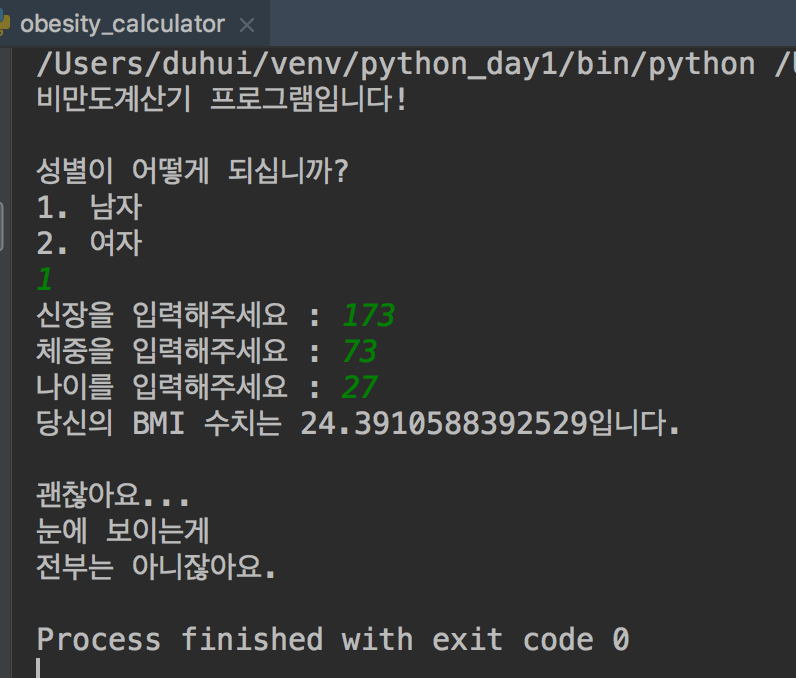 obesity_calculator
/Users/duhui/venv/python_day1/bin/python /
비만도계산기 프로그램입니다!
성별이 어떻게 되십니까?
1. 남자
2. 여자
1
신장을 입력해주세요 : 173
체중을 입력해주세요 : 73
나이를 입력해주세요 : 27
당신의 BMI 수치는 24.3910588392529입니다.
괜찮아요...
눈에 보이는게
전부는 아니잖아요.
Process finished with exit code 0